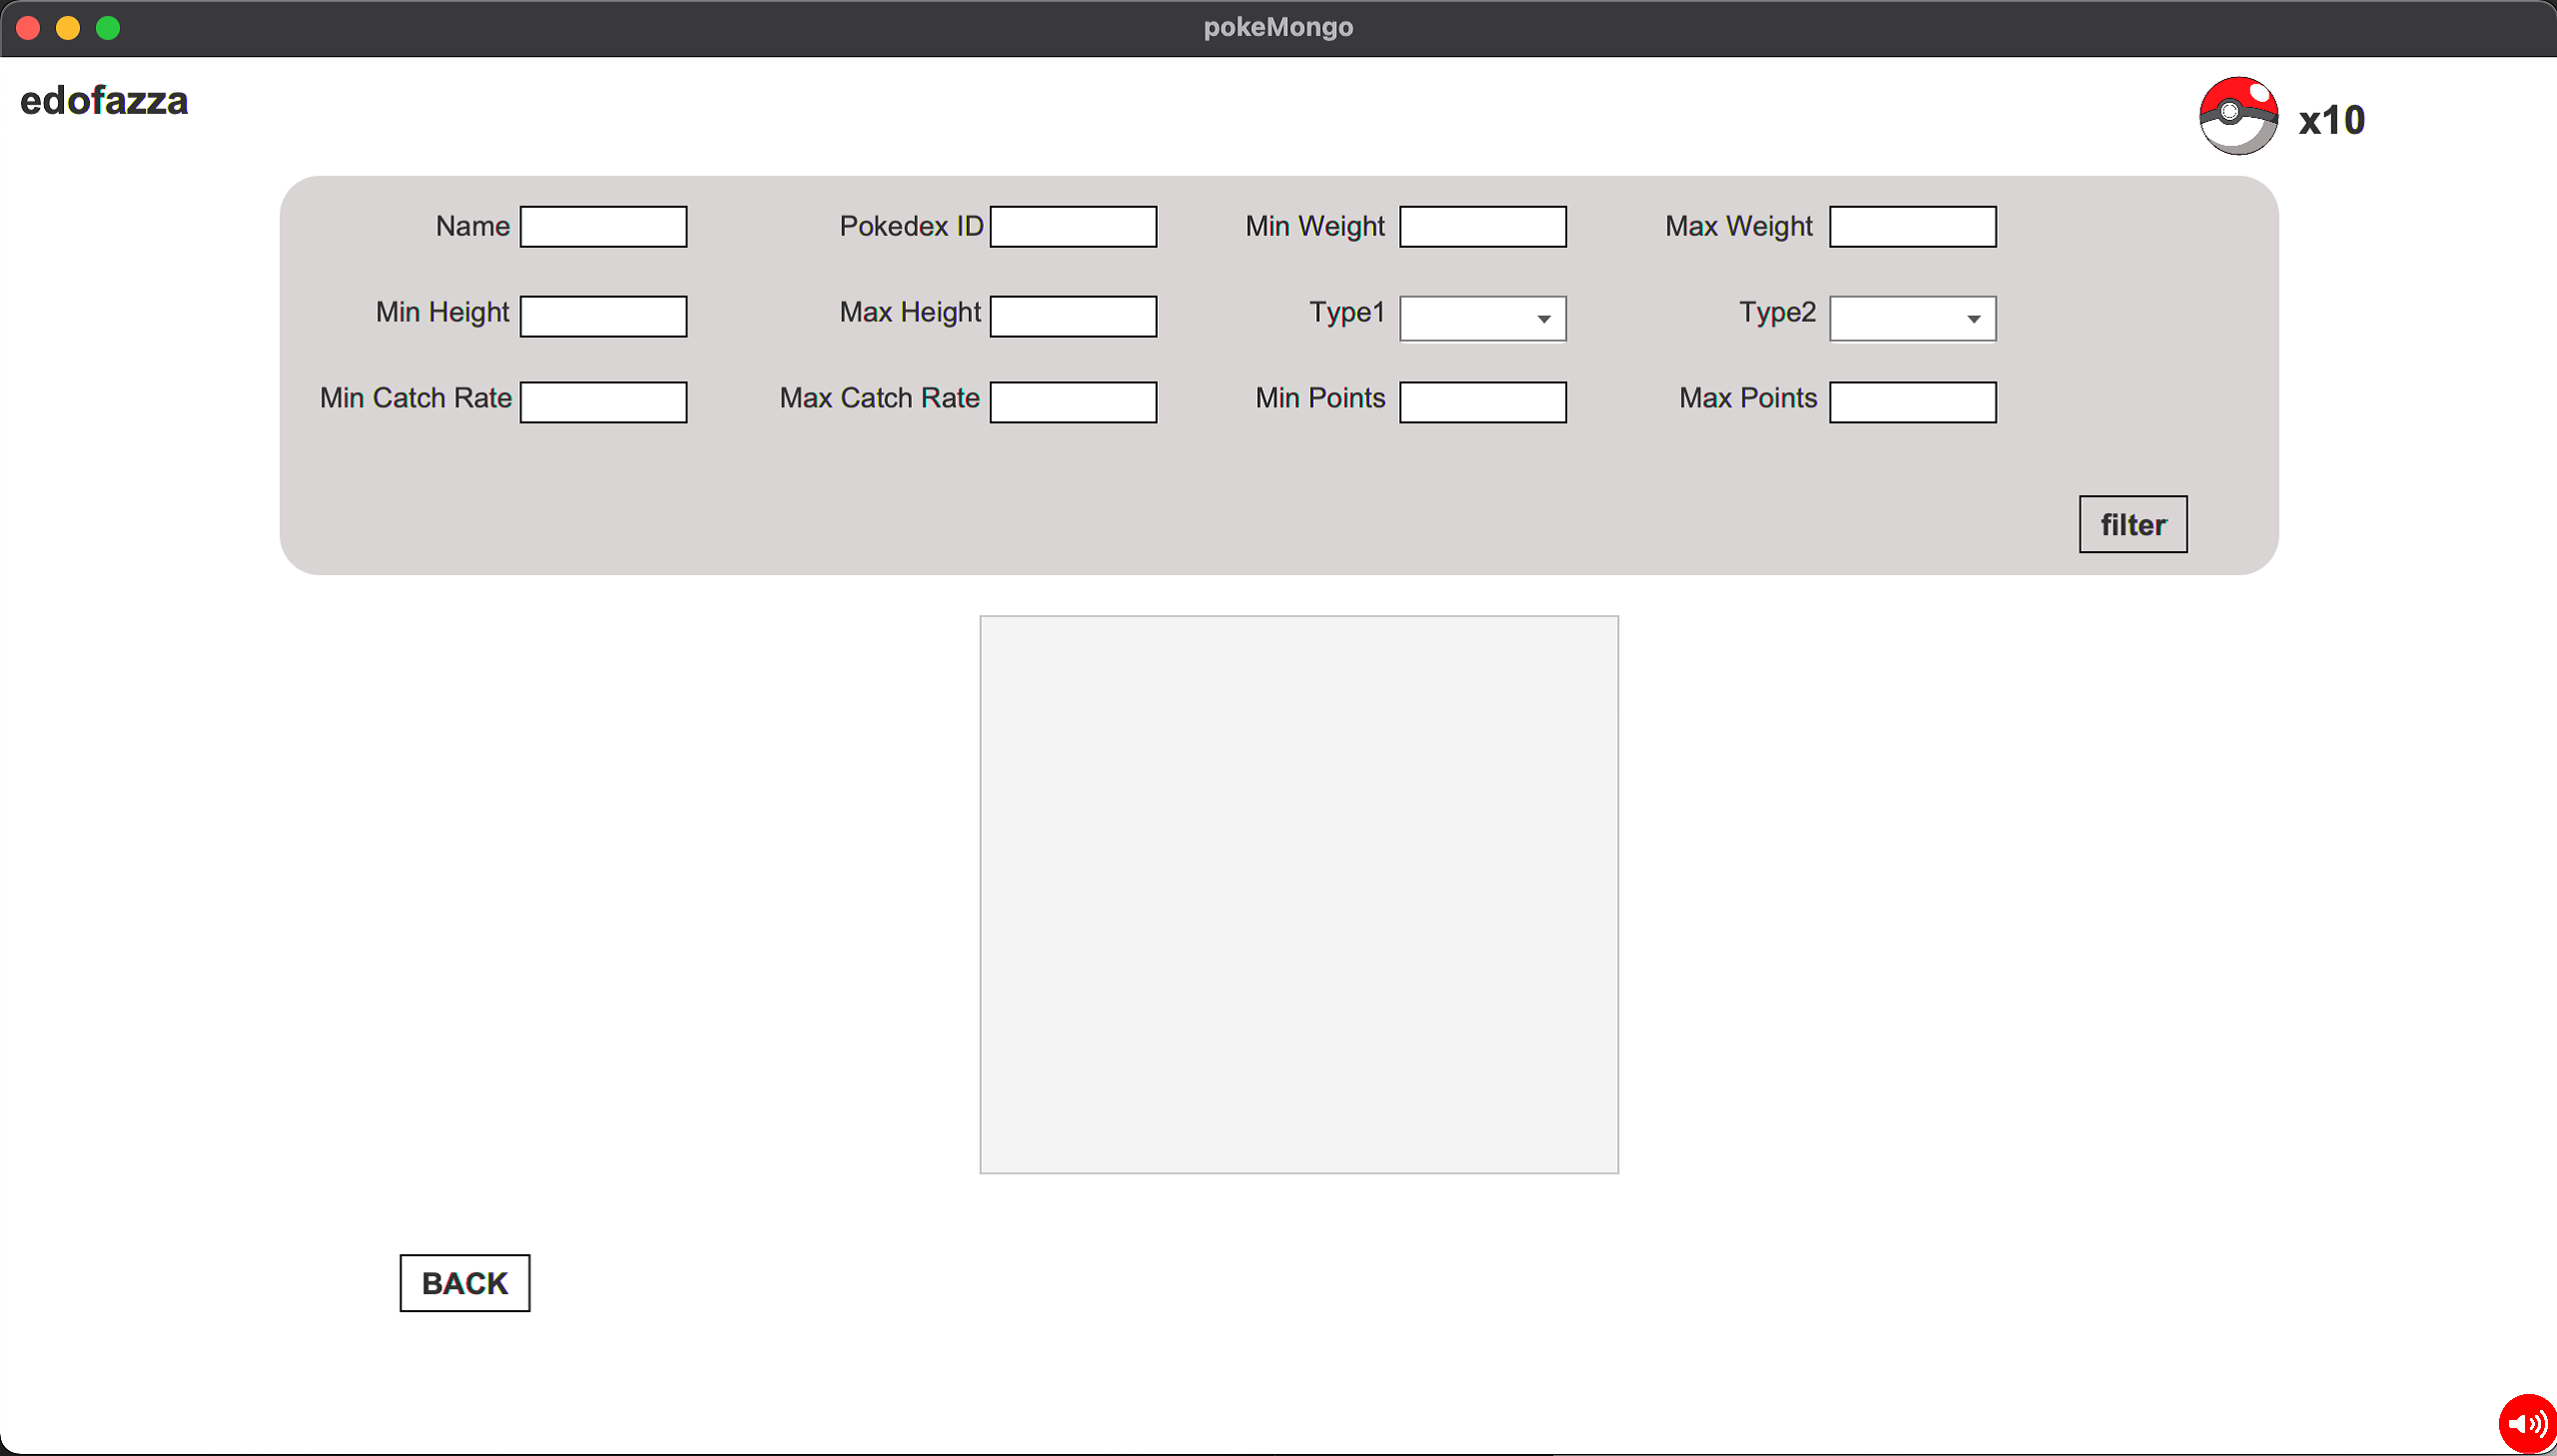 pokeMongo
edofazza
x10
Name Pokedex ID Min Weight Max Weight
Min Height Max Height Type1 Type2
Min Catch Rate Max Catch Rate Min Points Max Points
filter
BACK